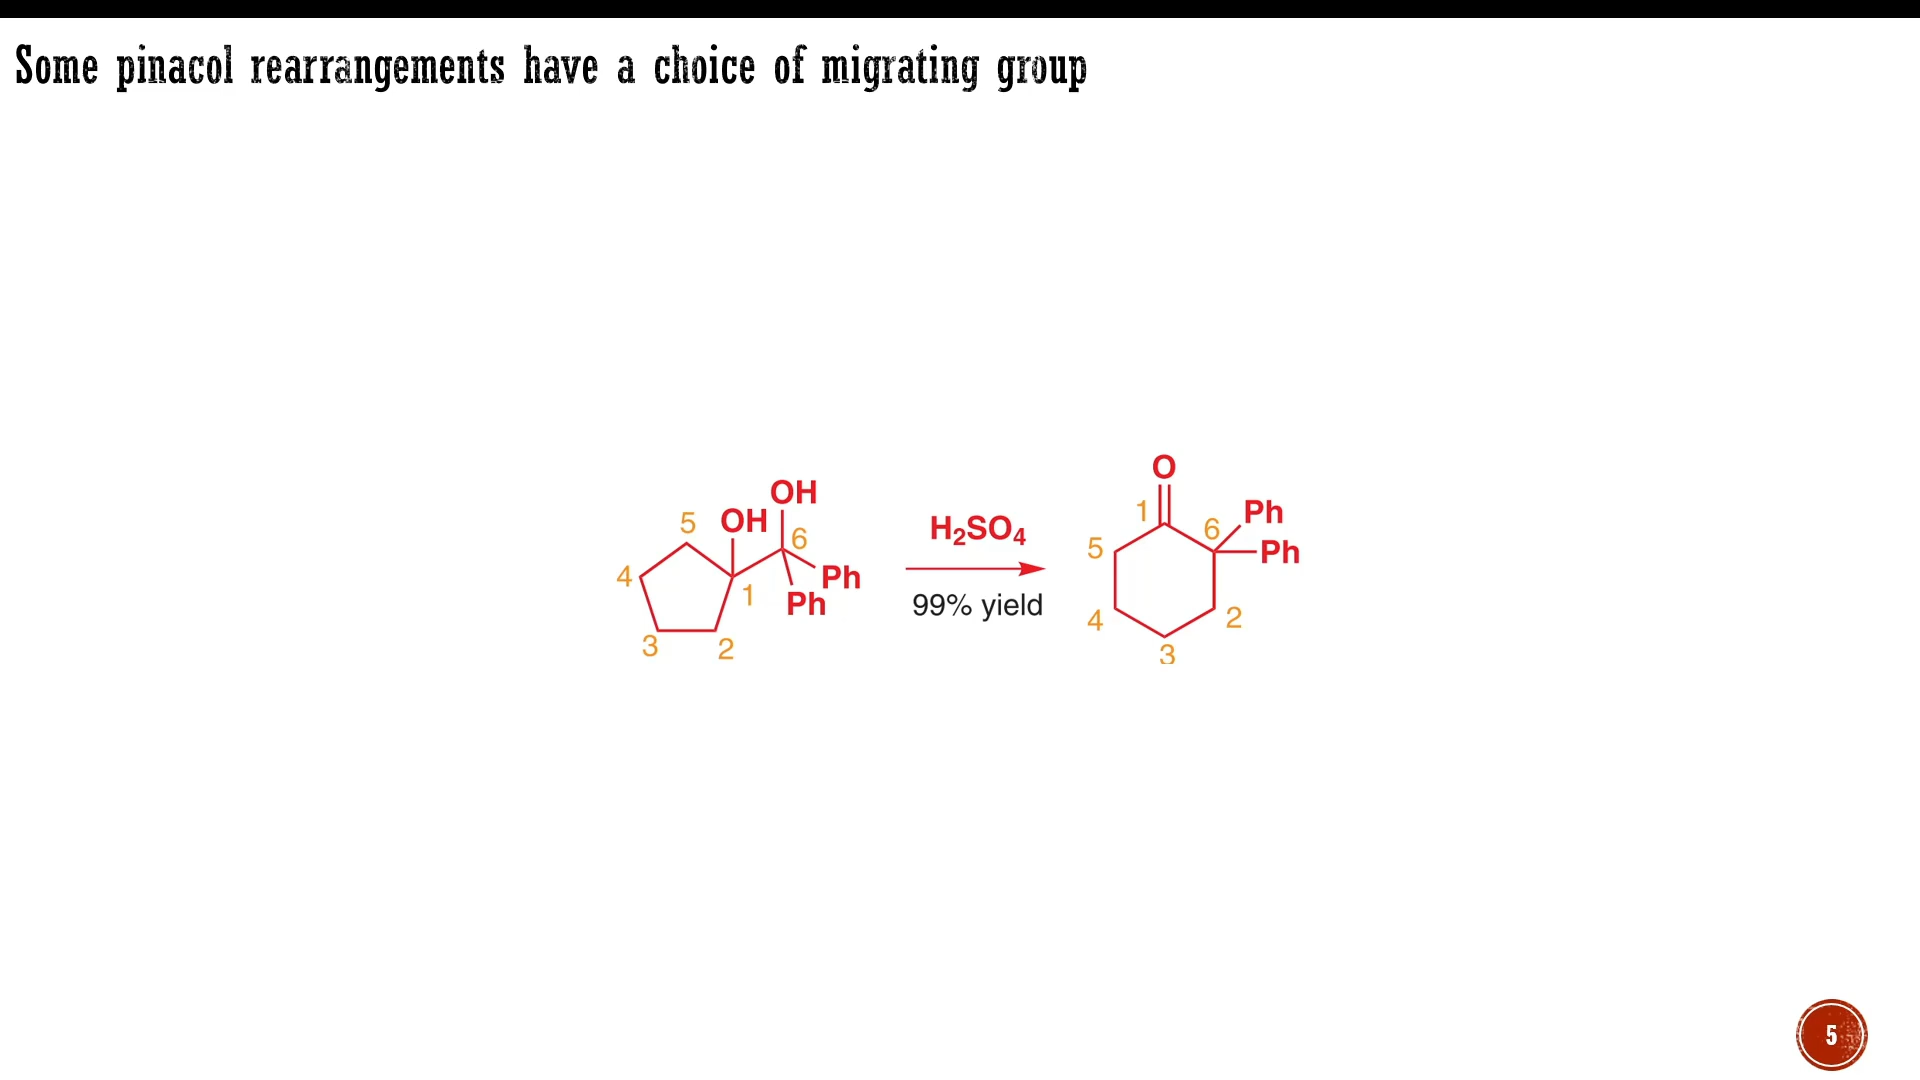 Some pinacol rearrangements have a choice of migrating group
O
OH
5 OH 6
1 6 Ph
H₂SO₄
5 Ph
4 Ph
1 Ph
99% yield
4 2
3 2
3
5